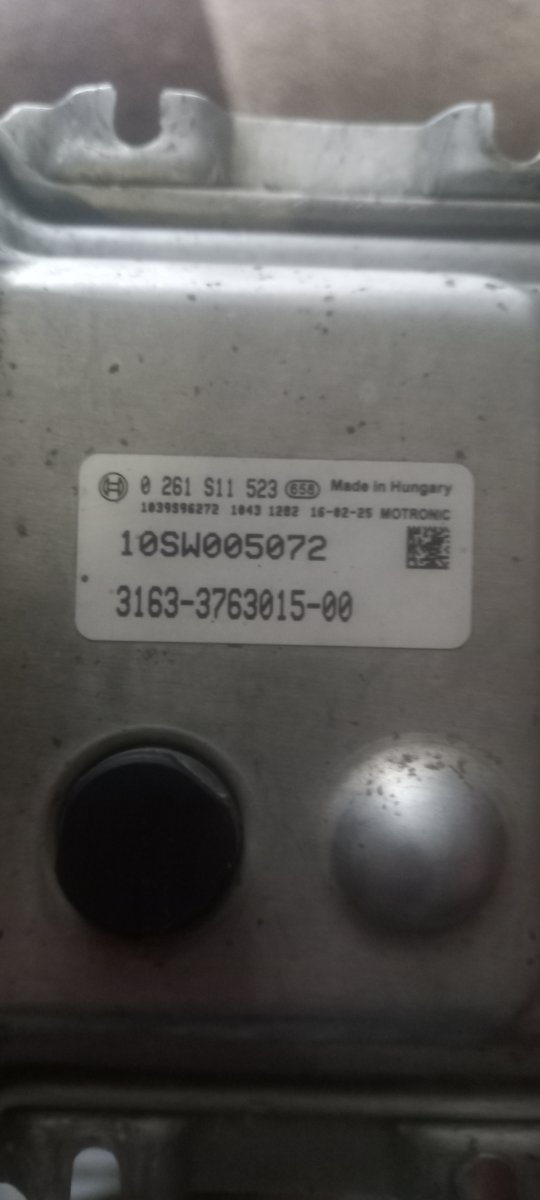 0 261 S11 523 658 Made in Hungary
1039S96272 1043 1282 16-02-25 MOTRONIC
10SW005072
3163-3763015-00